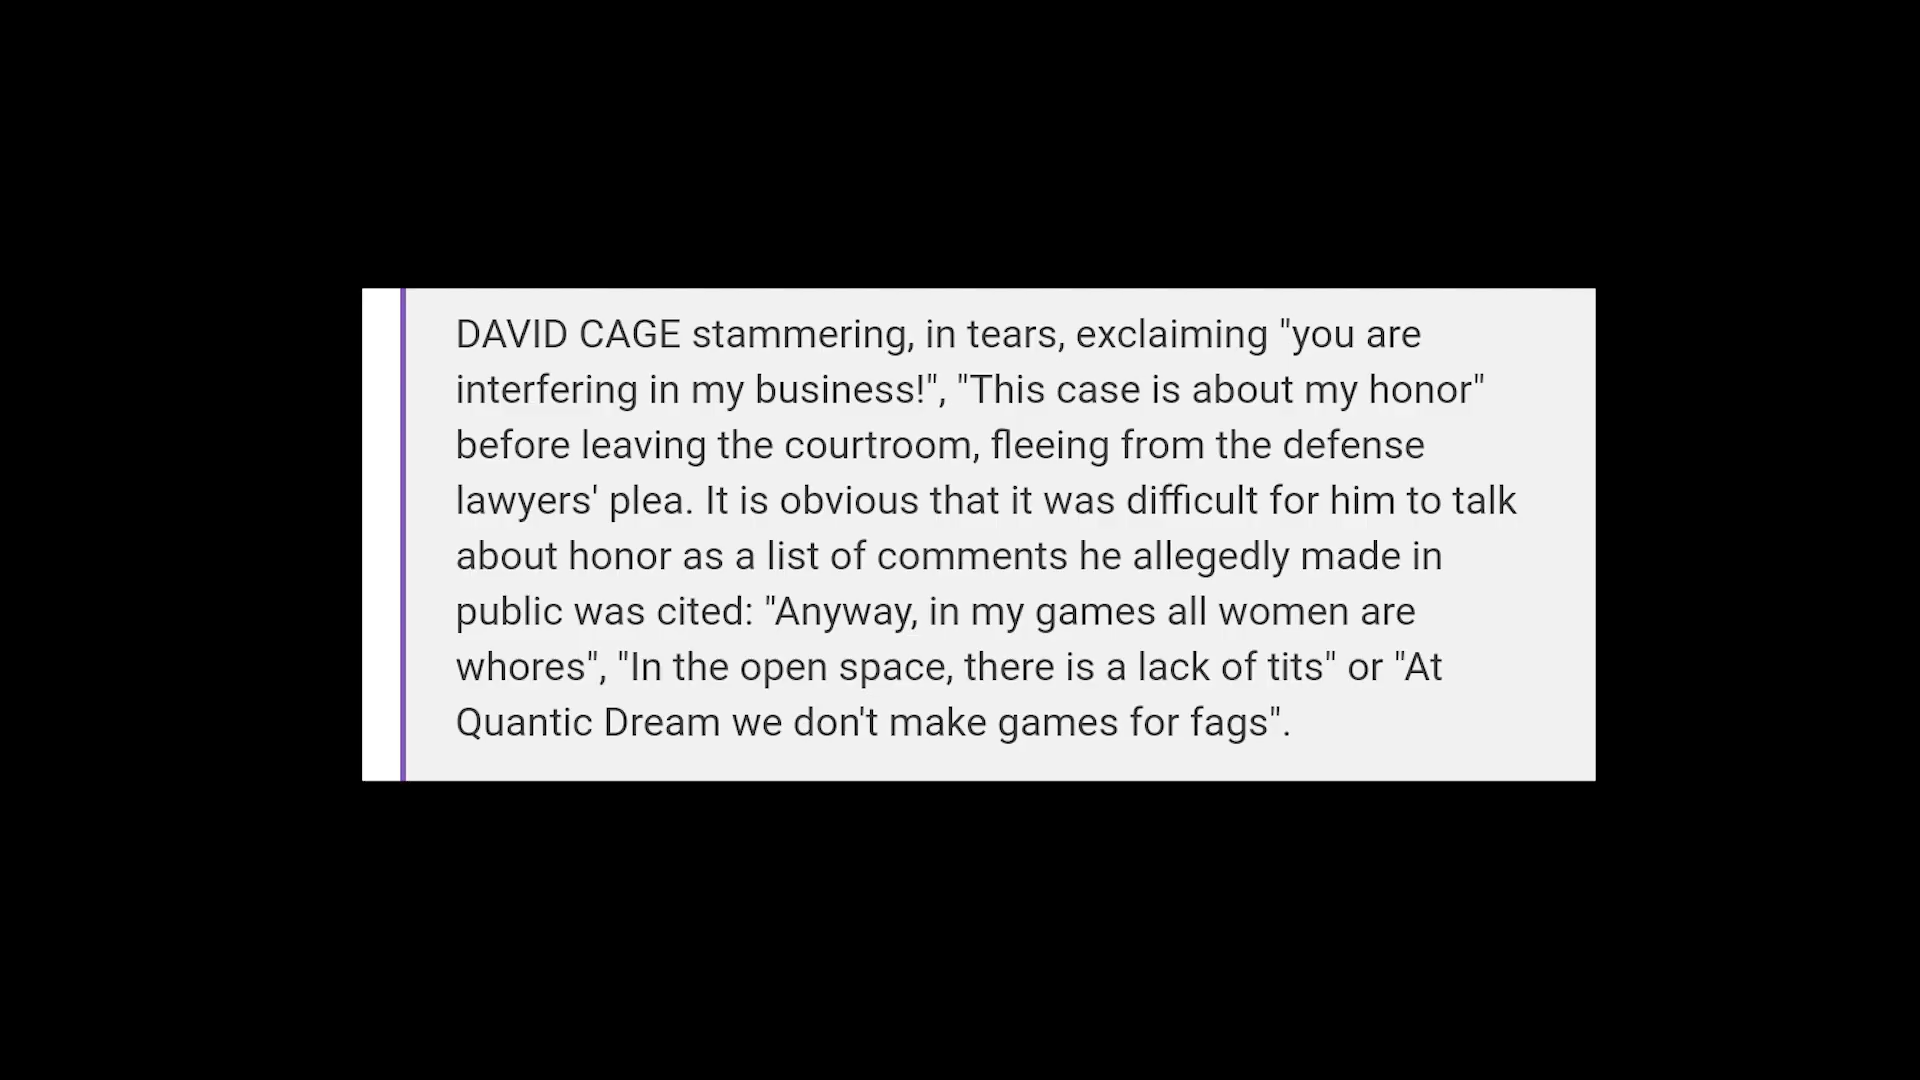 DAVID CAGE stammering, in tears, exclaiming "you are
interfering in my business!", "This case is about my honor"
before leaving the courtroom, fleeing from the defense
lawyers' plea. It is obvious that it was difficult for him to talk
about honor as a list of comments he allegedly made in
public was cited: "Anyway, in my games all women are
whores", "In the open space, there is a lack of tits" or "At
Quantic Dream we don't make games for fags".